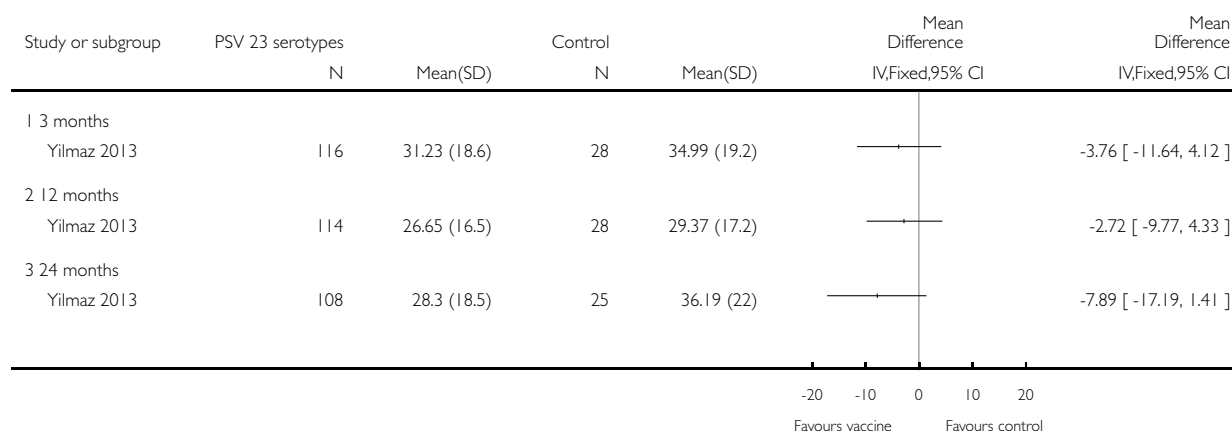 Study or subgroup PSV 23 serotypes Control Mean Difference Mean Difference
N Mean(SD) N Mean(SD) IV,Fixed,95% CI IV,Fixed,95% CI
1 3 months
Yilmaz 2013 116 31.23 (18.6) 28 34.99 (19.2) -3.76 [ -11.64, 4.12 ]
2 12 months
Yilmaz 2013 114 26.65 (16.5) 28 29.37 (17.2) -2.72 [ -9.77, 4.33 ]
3 24 months
Yilmaz 2013 108 28.3 (18.5) 25 36.19 (22) -7.89 [ -17.19, 1.41 ]
-20 -10 0 10 20
Favours vaccine Favours control